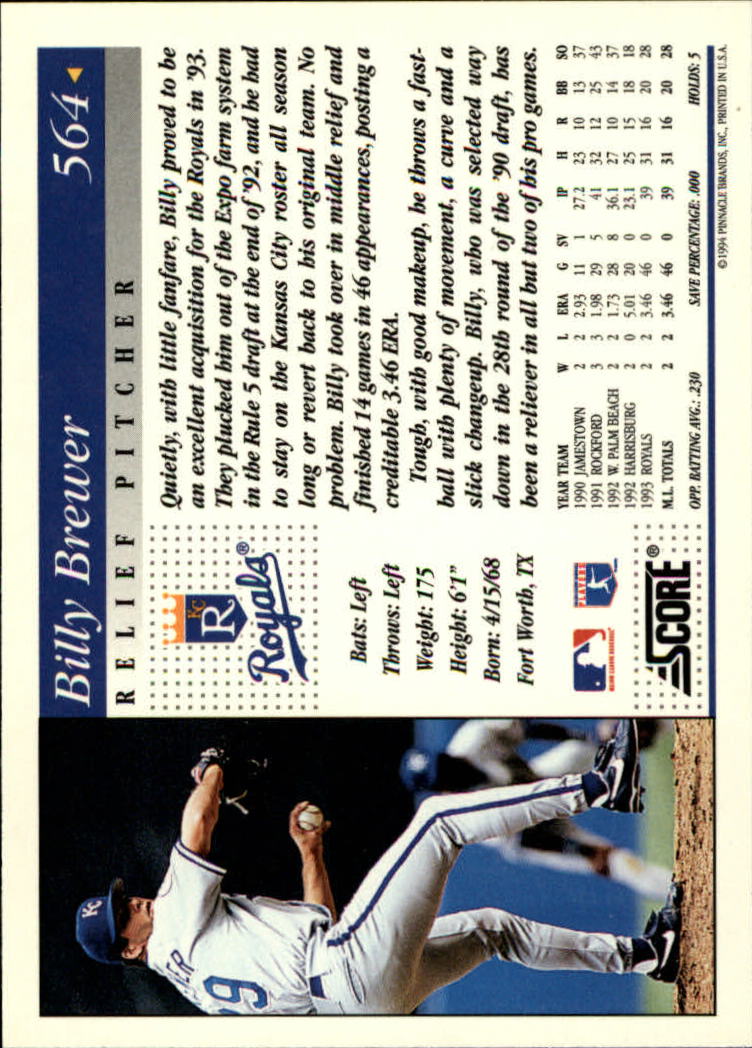 Billy Brewer 564
RELIEF PITCHER
KC
R
Royals®
Bats: Left
Throws: Left
Weight: 175
Height: 6'1"
Born: 4/15/68
Fort Worth, TX
Quietly, with little fanfare, Billy proved to be
an excellent acquisition for the Royals in '93.
They plucked him out of the Expo farm system
in the Rule 5 draft at the end of '92, and he had
to stay on the Kansas City roster all season
long or revert back to his original team. No
problem. Billy took over in middle relief and
finished 14 games in 46 appearances, posting a
creditable 3.46 ERA.
Tough, with good makeup, he throws a fast-
ball with plenty of movement, a curve and a
slick changeup. Billy, who was selected way
down in the 28th round of the '90 draft, has
been a reliever in all but two of his pro games.
YEAR TEAM W L ERA G SV IP H R BB SO
1990 JAMESTOWN 2 2 2.93 11 1 27.2 23 10 13 37
1991 ROCKFORD 3 3 1.98 29 5 41 32 12 25 43
1992 W. PALM BEACH 2 2 1.73 28 8 36.1 27 10 14 37
1992 HARRISBURG 2 0 5.01 20 0 23.1 25 15 18 18
1993 ROYALS 2 2 3.46 46 0 39 31 16 20 28
M.L. TOTALS 2 2 3.46 46 0 39 31 16 20 28
OPP. BATTING AVG.: .230 SAVE PERCENTAGE: .000 HOLDS: 5
©1994 PINNACLE BRANDS, INC., PRINTED IN U.S.A.
MAJOR LEAGUE BASEBALL
PLAYERS
SCORE®
KC